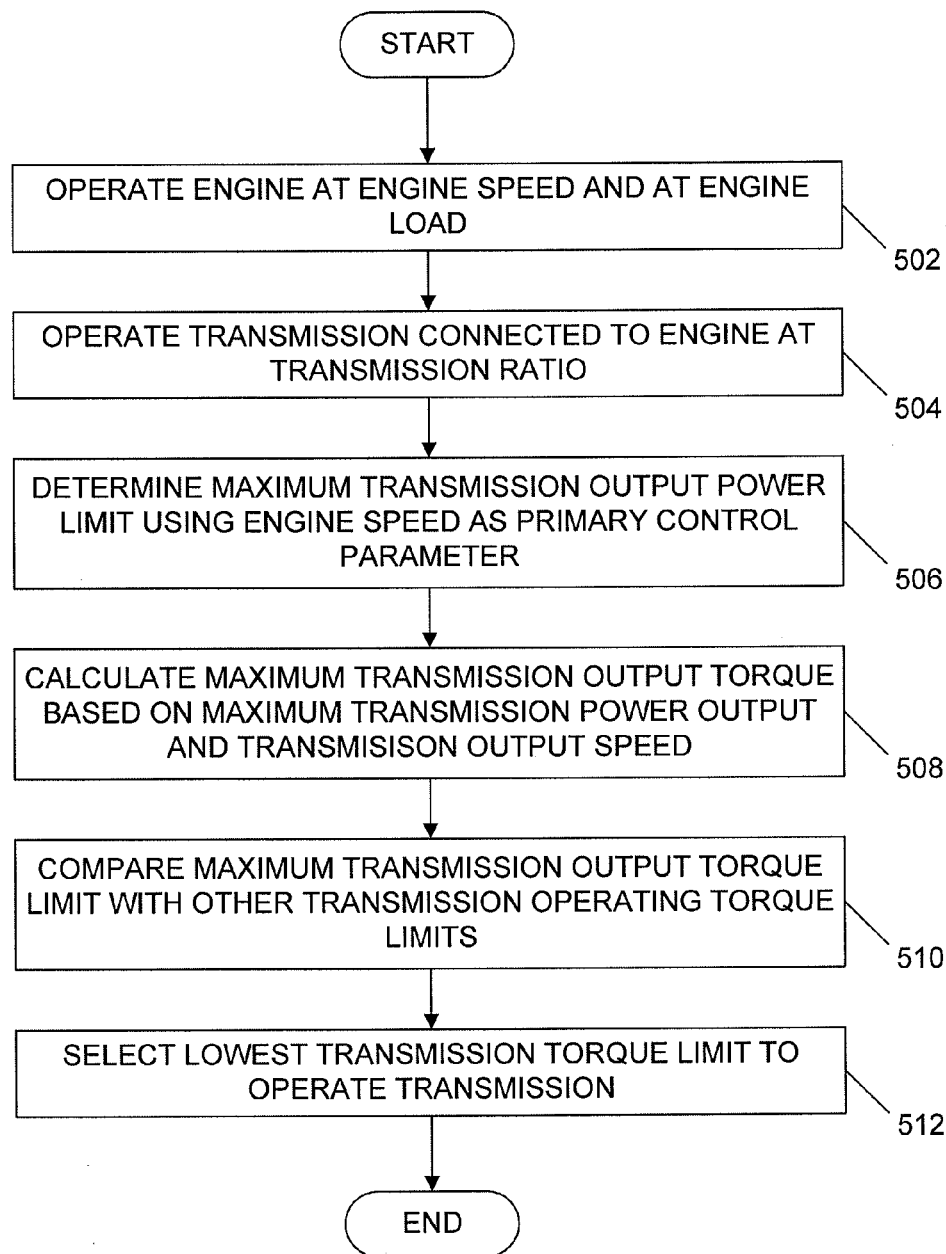 START
OPERATE ENGINE AT ENGINE SPEED AND AT ENGINE
LOAD
502
OPERATE TRANSMISSION CONNECTED TO ENGINE AT
TRANSMISSION RATIO
504
DETERMINE MAXIMUM TRANSMISSION OUTPUT POWER
LIMIT USING ENGINE SPEED AS PRIMARY CONTROL
PARAMETER
506
CALCULATE MAXIMUM TRANSMISSION OUTPUT TORQUE
BASED ON MAXIMUM TRANSMISSION POWER OUTPUT
AND TRANSMISISON OUTPUT SPEED
508
COMPARE MAXIMUM TRANSMISSION OUTPUT TORQUE
LIMIT WITH OTHER TRANSMISSION OPERATING TORQUE
LIMITS
510
SELECT LOWEST TRANSMISSION TORQUE LIMIT TO
OPERATE TRANSMISSION
512
END